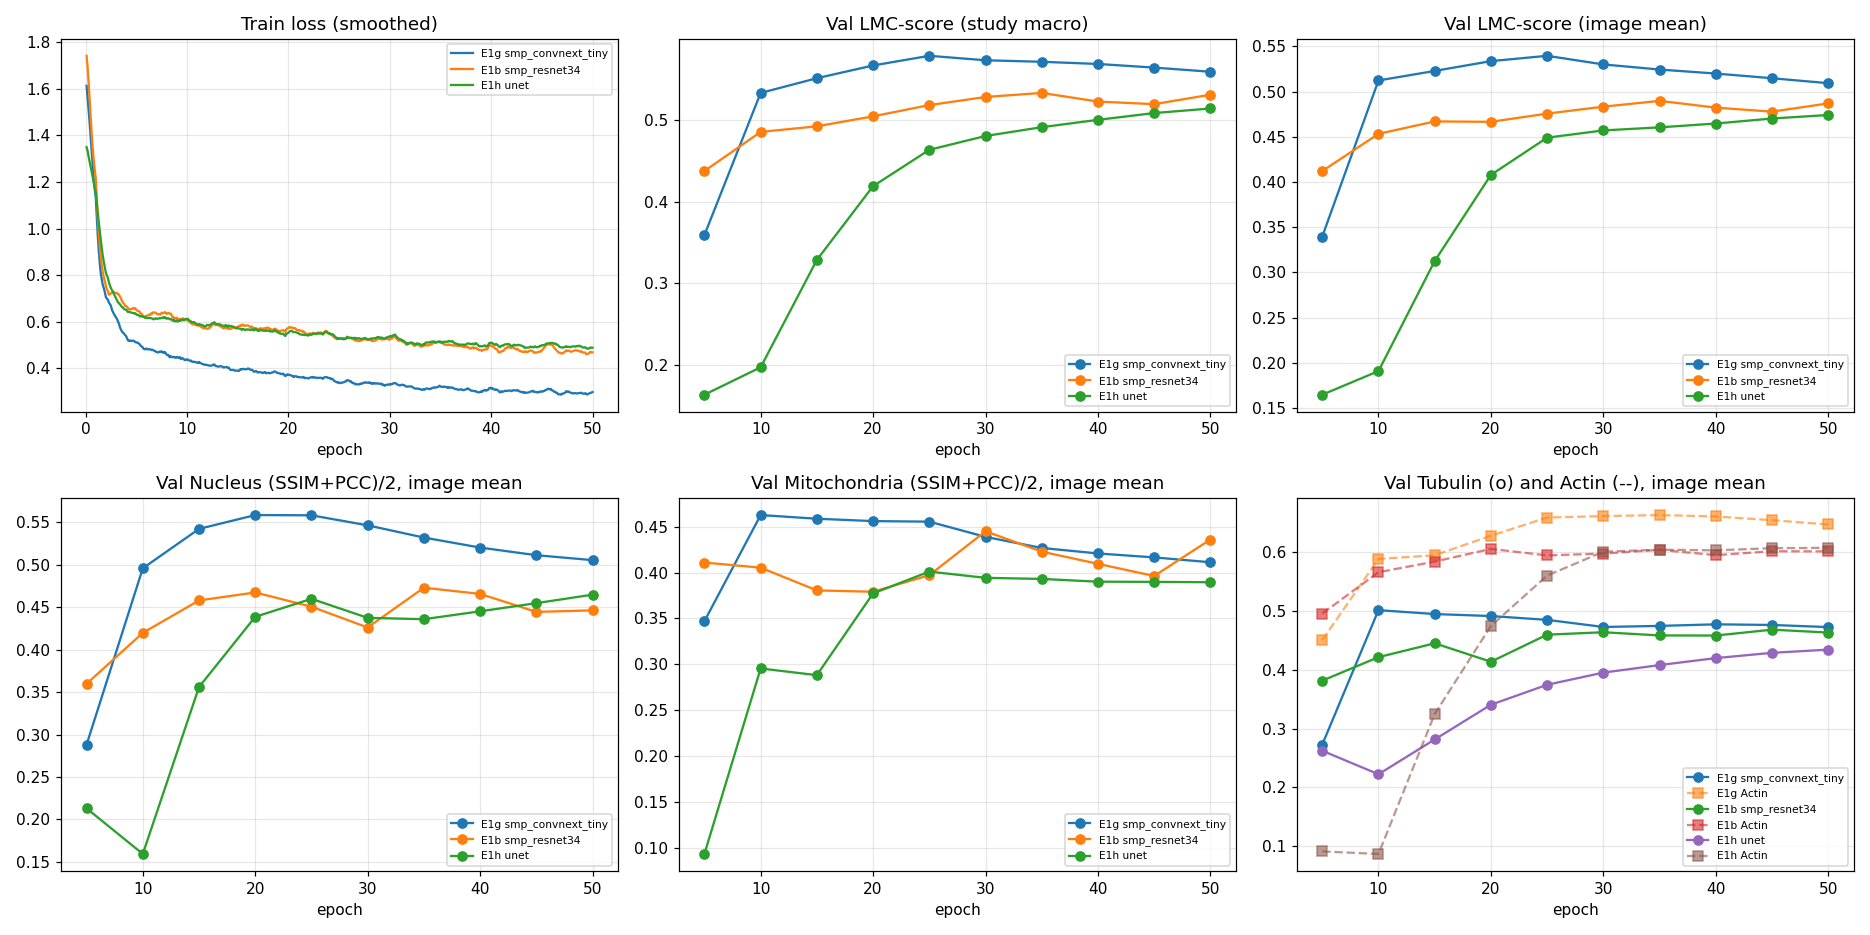 Train loss (smoothed)
1.8
1.6
1.4
1.2
1.0
0.8
0.6
0.4
0
10
20
30
40
50
epoch
E1g smp_convnext_tiny
E1b smp_resnet34
E1h unet
Val LMC-score (study macro)
0.5
0.4
0.3
0.2
10
20
30
40
50
epoch
E1g smp_convnext_tiny
E1b smp_resnet34
E1h unet
Val LMC-score (image mean)
0.55
0.50
0.45
0.40
0.35
0.30
0.25
0.20
0.15
10
20
30
40
50
epoch
E1g smp_convnext_tiny
E1b smp_resnet34
E1h unet
Val Nucleus (SSIM+PCC)/2, image mean
0.55
0.50
0.45
0.40
0.35
0.30
0.25
0.20
0.15
10
20
30
40
50
epoch
E1g smp_convnext_tiny
E1b smp_resnet34
E1h unet
Val Mitochondria (SSIM+PCC)/2, image mean
0.45
0.40
0.35
0.30
0.25
0.20
0.15
0.10
10
20
30
40
50
epoch
E1g smp_convnext_tiny
E1b smp_resnet34
E1h unet
Val Tubulin (o) and Actin (--), image mean
0.6
0.5
0.4
0.3
0.2
0.1
10
20
30
40
50
epoch
E1g smp_convnext_tiny
E1g Actin
E1b smp_resnet34
E1b Actin
E1h unet
E1h Actin